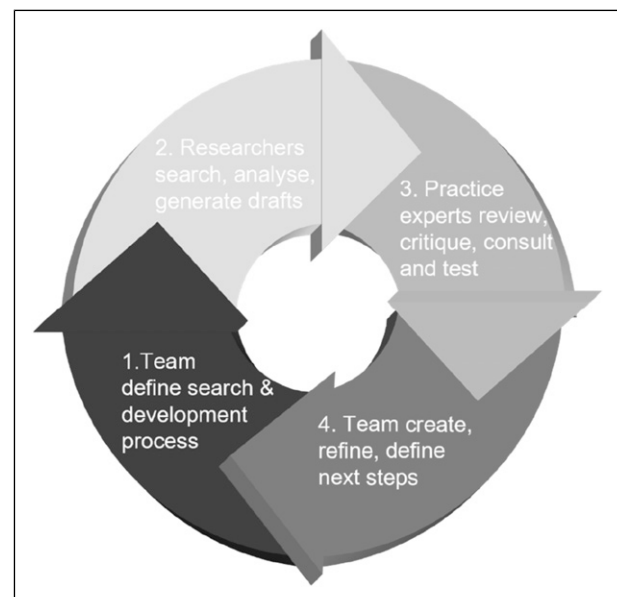 1.Team
define search &
development
process
2. Researchers
search, analyse,
generate drafts
3. Practice
experts review,
critique, consult
and test
4. Team create,
refine, define
next steps